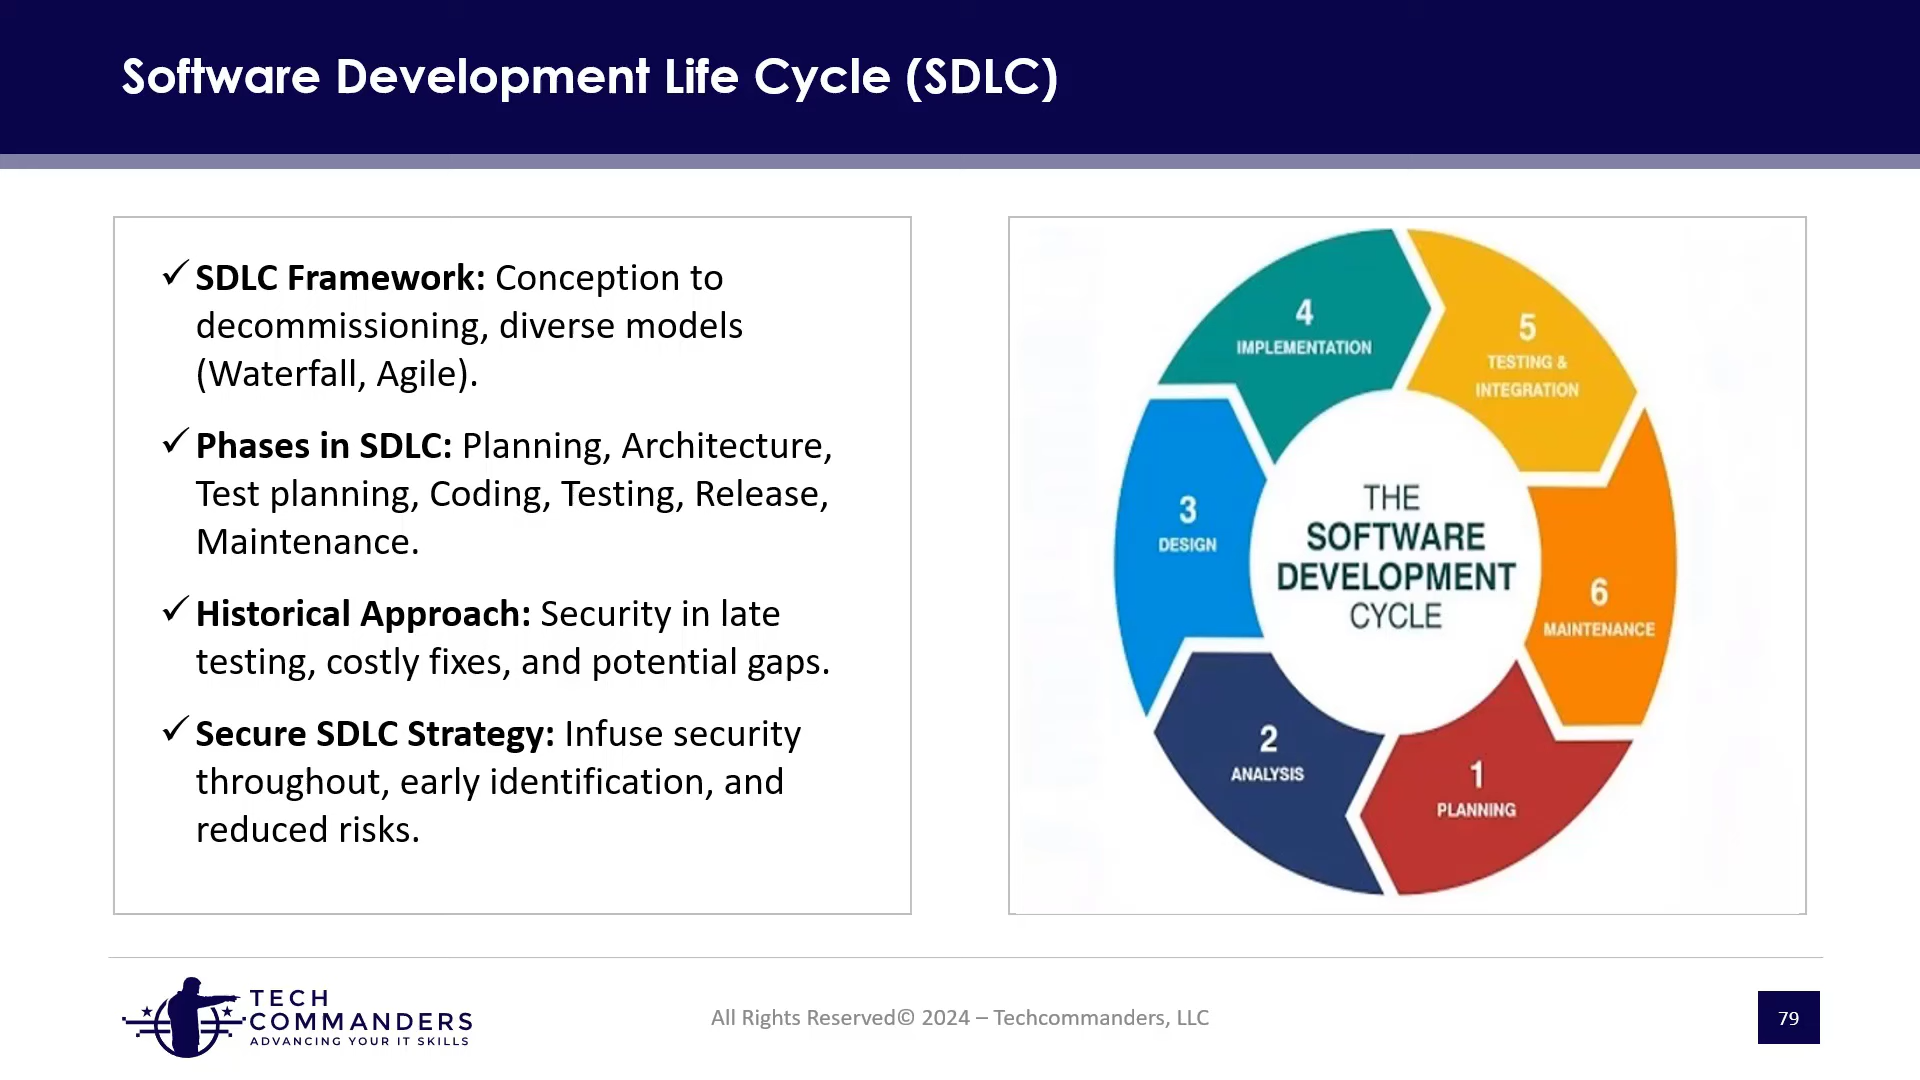 Software Development Life Cycle (SDLC)
✓ SDLC Framework: Conception to
decommissioning, diverse models
(Waterfall, Agile).
✓ Phases in SDLC: Planning, Architecture,
Test planning, Coding, Testing, Release,
Maintenance.
✓ Historical Approach: Security in late
testing, costly fixes, and potential gaps.
✓ Secure SDLC Strategy: Infuse security
throughout, early identification, and
reduced risks.
4
IMPLEMENTATION
5
TESTING &
INTEGRATION
3
DESIGN
THE
SOFTWARE
DEVELOPMENT
CYCLE
6
MAINTENANCE
2
ANALYSIS
1
PLANNING
TECH
COMMANDERS
ADVANCING YOUR IT SKILLS
All Rights Reserved© 2024 – Techcommanders, LLC
79